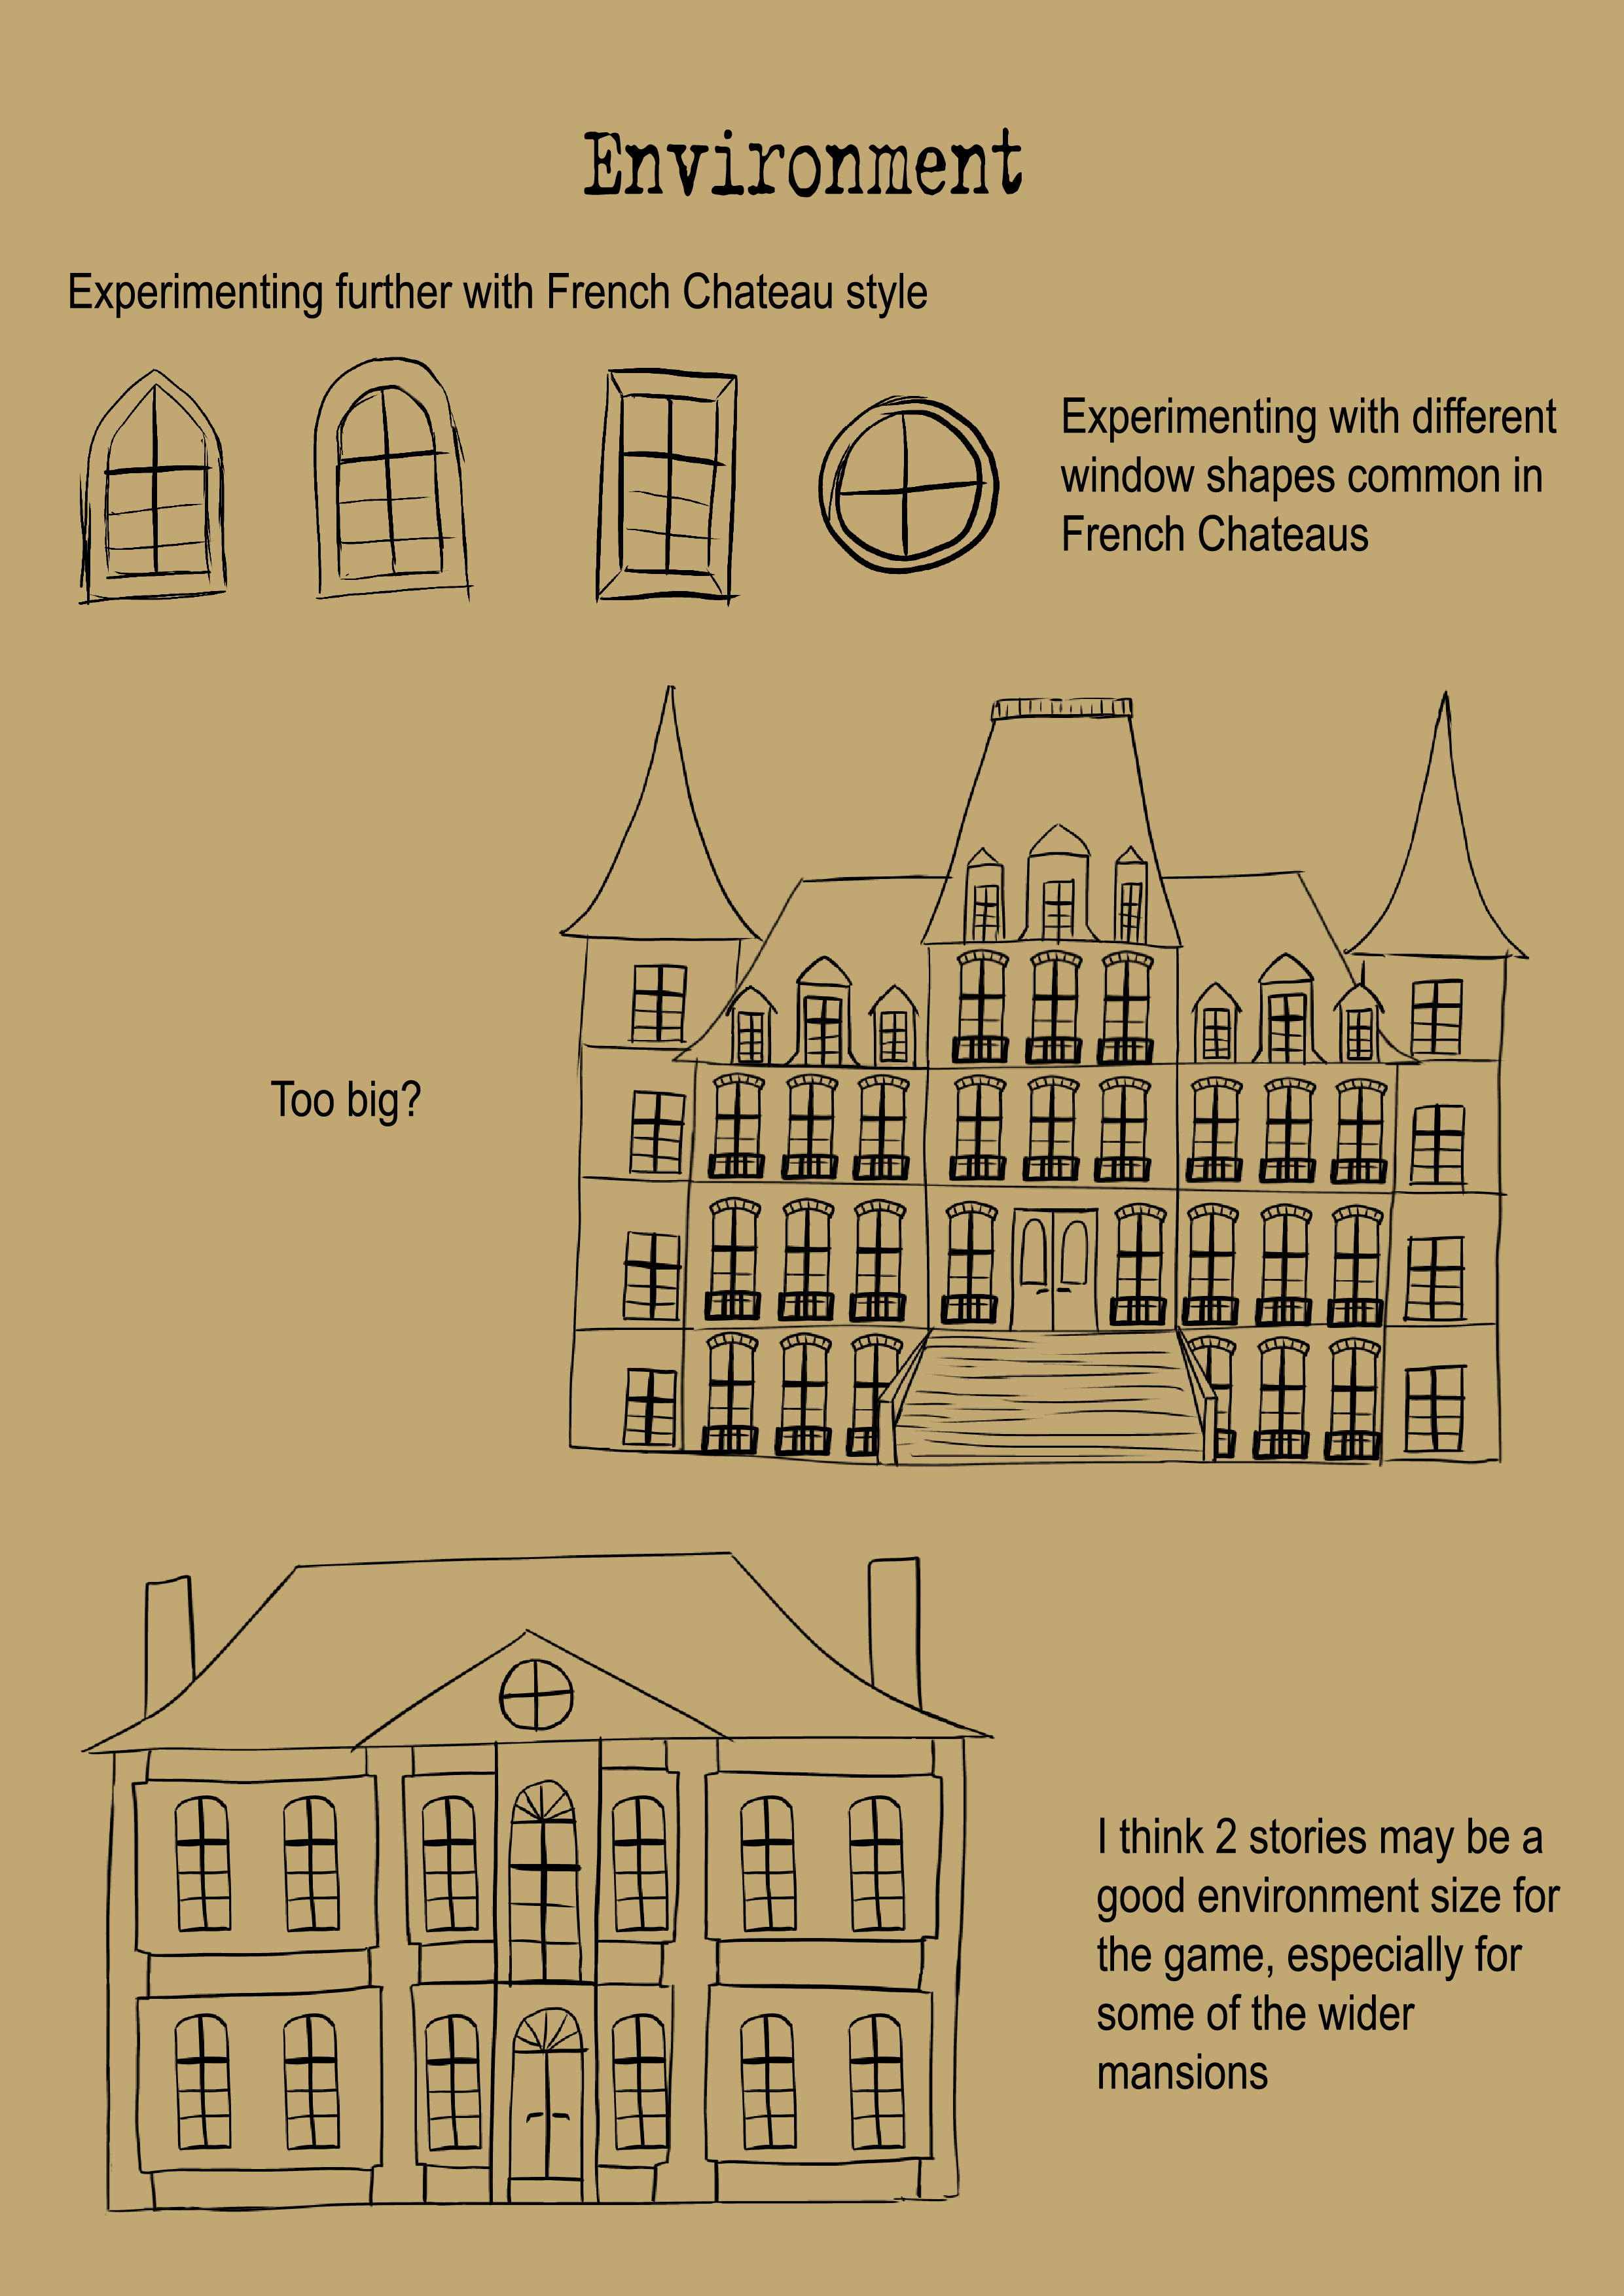 Environment
Experimenting further with French Chateau style
Experimenting with different
window shapes common in
French Chateaus
Too big?
I think 2 stories may be a
good environment size for
the game, especially for
some of the wider
mansions